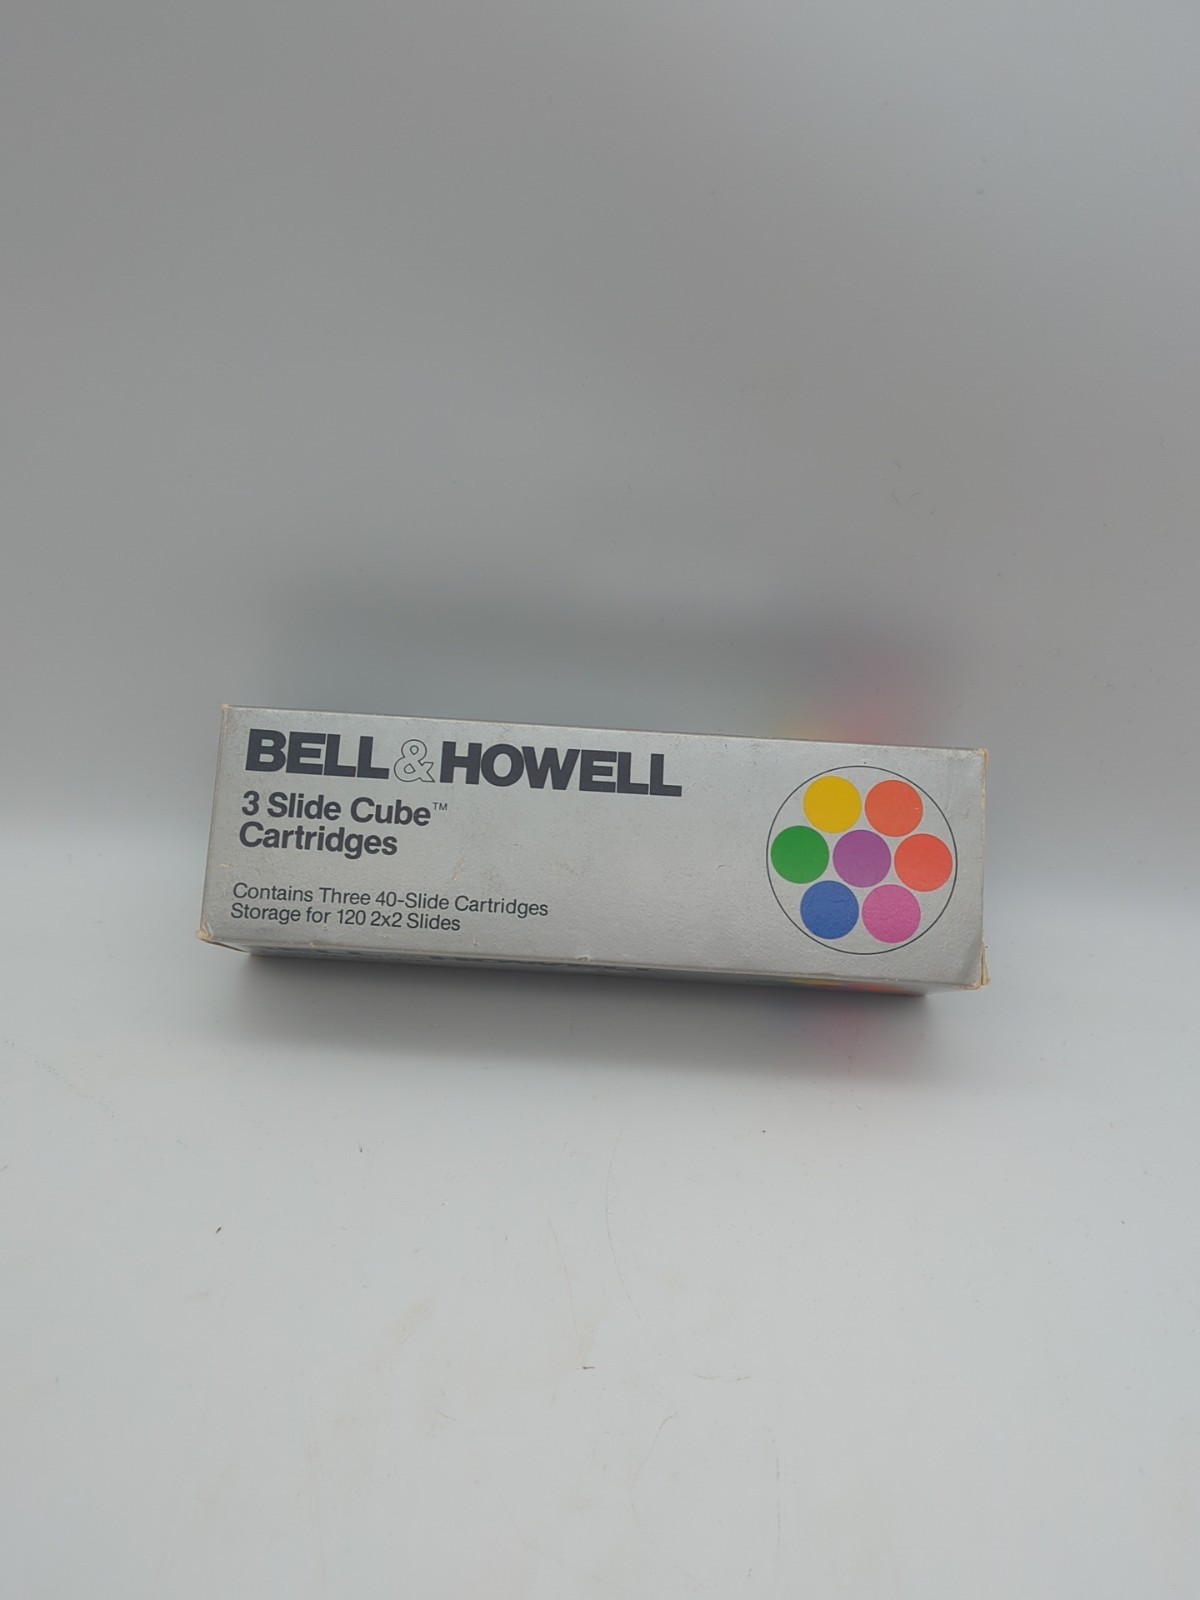 BELL & HOWELL
3 Slide Cube™
Cartridges
Contains Three 40-Slide Cartridges
Storage for 120 2x2 Slides